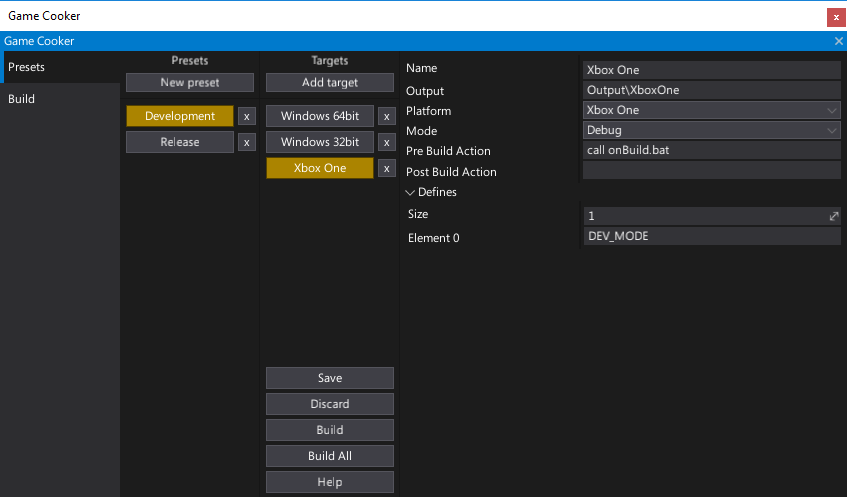 Game Cooker
x
Game Cooker
Presets
Build
Presets
New preset
Development x
Release x
Targets
Add target
Windows 64bit x
Windows 32bit x
Xbox One x
Save
Discard
Build
Build All
Help
Name Xbox One
Output Output\XboxOne
Platform Xbox One
Mode Debug
Pre Build Action call onBuild.bat
Post Build Action
Defines
Size 1
Element 0 DEV_MODE